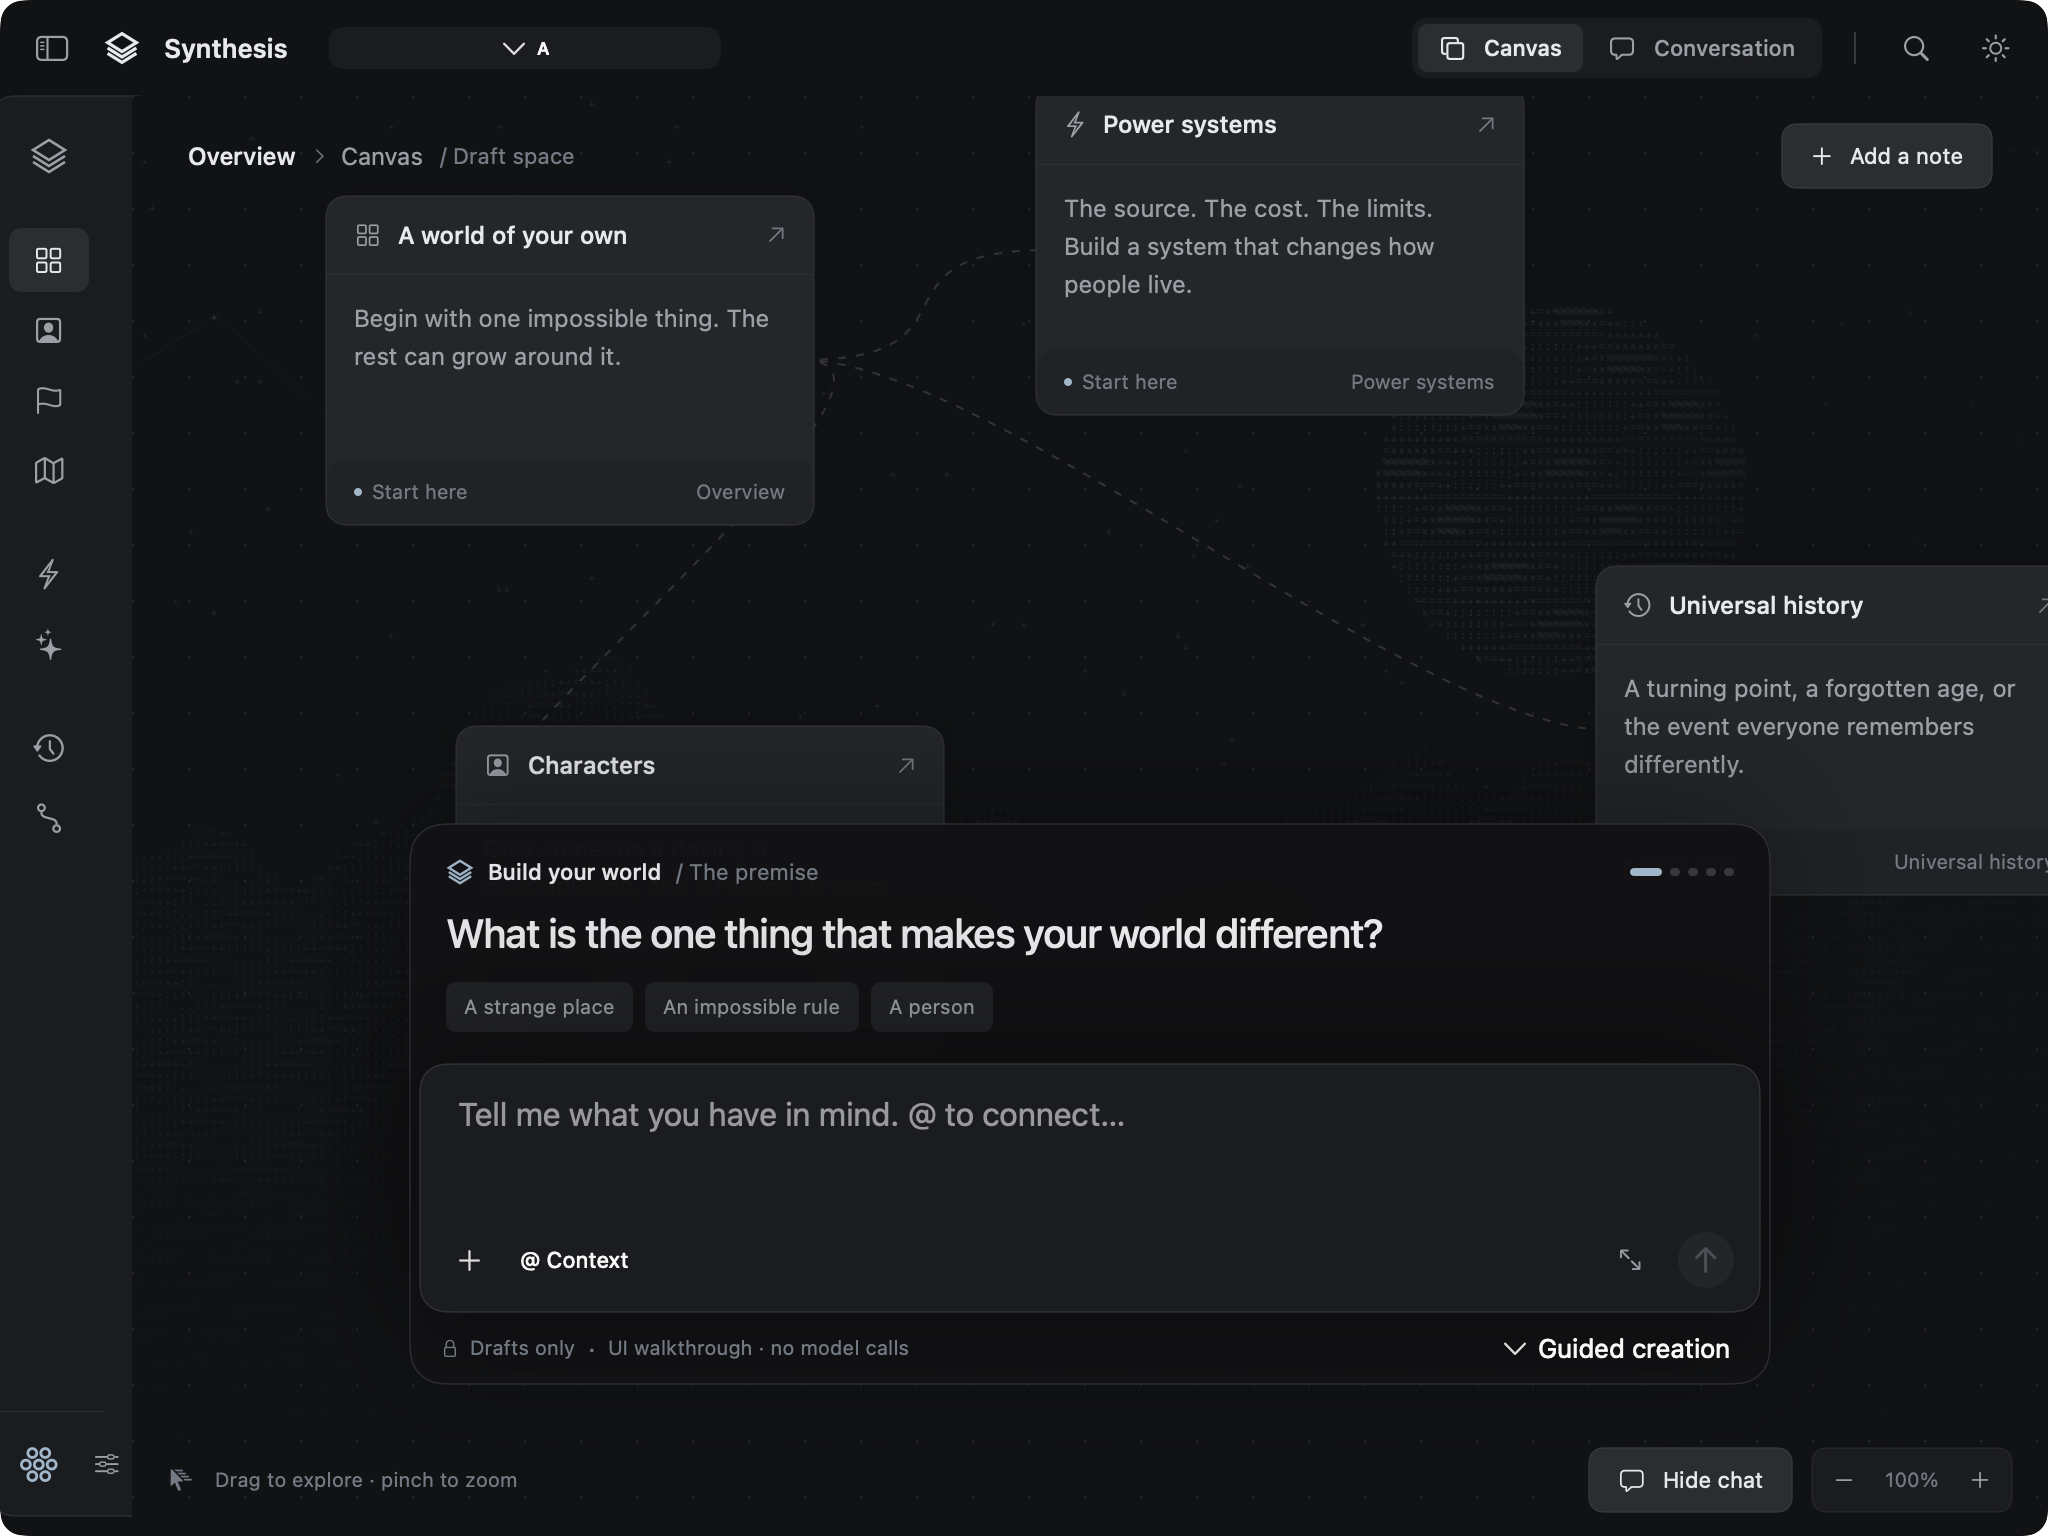 Synthesis
A
Canvas
Conversation
Overview
Canvas
/ Draft space
Add a note
Power systems
The source. The cost. The limits.
Build a system that changes how
people live.
Start here
Power systems
A world of your own
Begin with one impossible thing. The
rest can grow around it.
Start here
Overview
Universal history
A turning point, a forgotten age, or
the event everyone remembers
differently.
Universal history
Characters
Build your world / The premise
What is the one thing that makes your world different?
A strange place
An impossible rule
A person
Tell me what you have in mind. @ to connect...
@ Context
Drafts only · UI walkthrough · no model calls
Guided creation
Drag to explore · pinch to zoom
Hide chat
100%